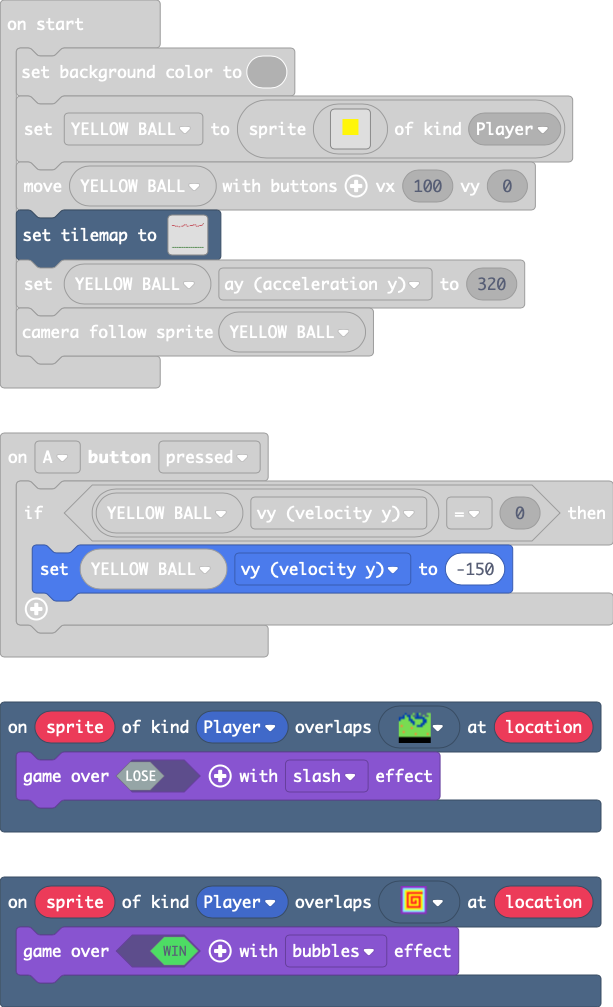 on start
set background color to
set YELLOW BALL to sprite of kind Player
move YELLOW BALL with buttons vx 100 vy 0
set tilemap to
set YELLOW BALL ay (acceleration y) to 320
camera follow sprite YELLOW BALL
on A button pressed
if YELLOW BALL vy (velocity y) = 0 then
set YELLOW BALL vy (velocity y) to -150
on sprite of kind Player overlaps at location
game over LOSE with slash effect
on sprite of kind Player overlaps at location
game over WIN with bubbles effect